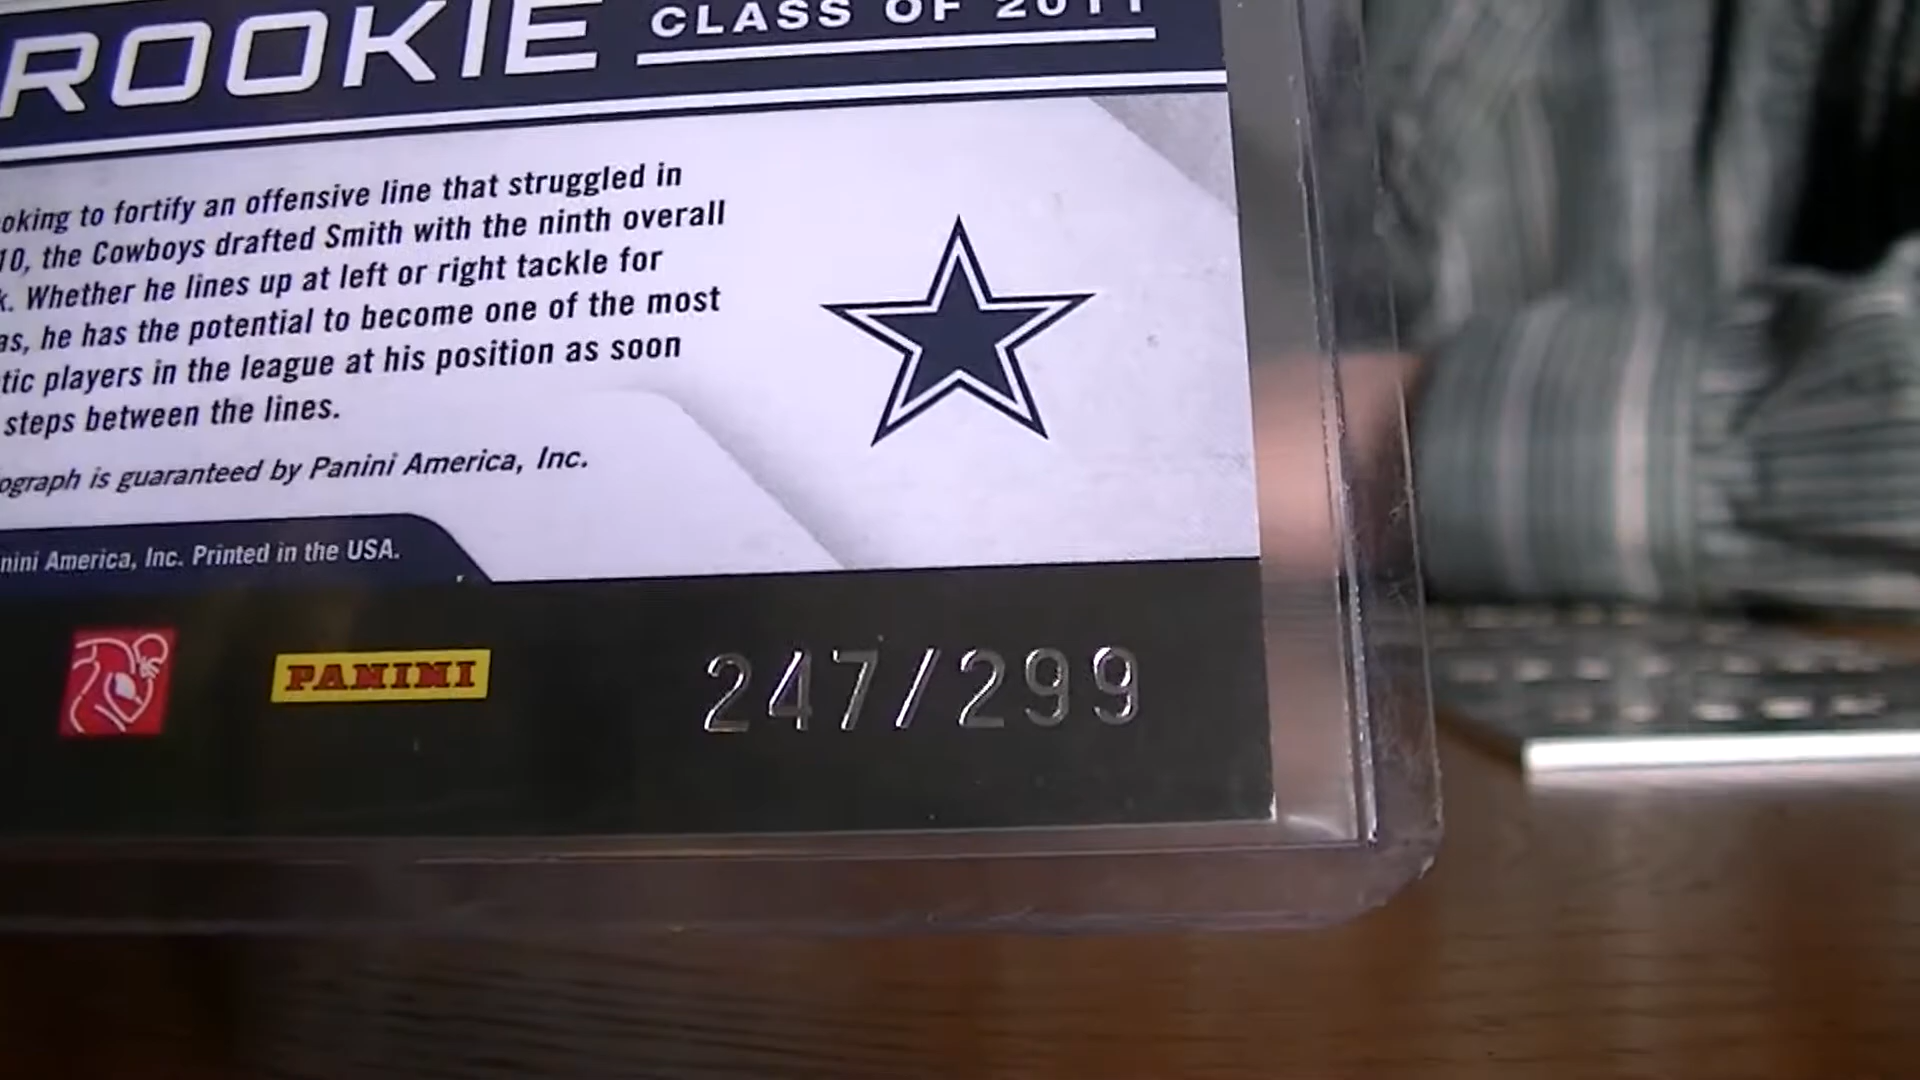 ROOKIE CLASS OF 2011
oking to fortify an offensive line that struggled in
10, the Cowboys drafted Smith with the ninth overall
k. Whether he lines up at left or right tackle for
as, he has the potential to become one of the most
tic players in the league at his position as soon
steps between the lines.
ograph is guaranteed by Panini America, Inc.
nini America, Inc. Printed in the USA.
PANINI
247/299